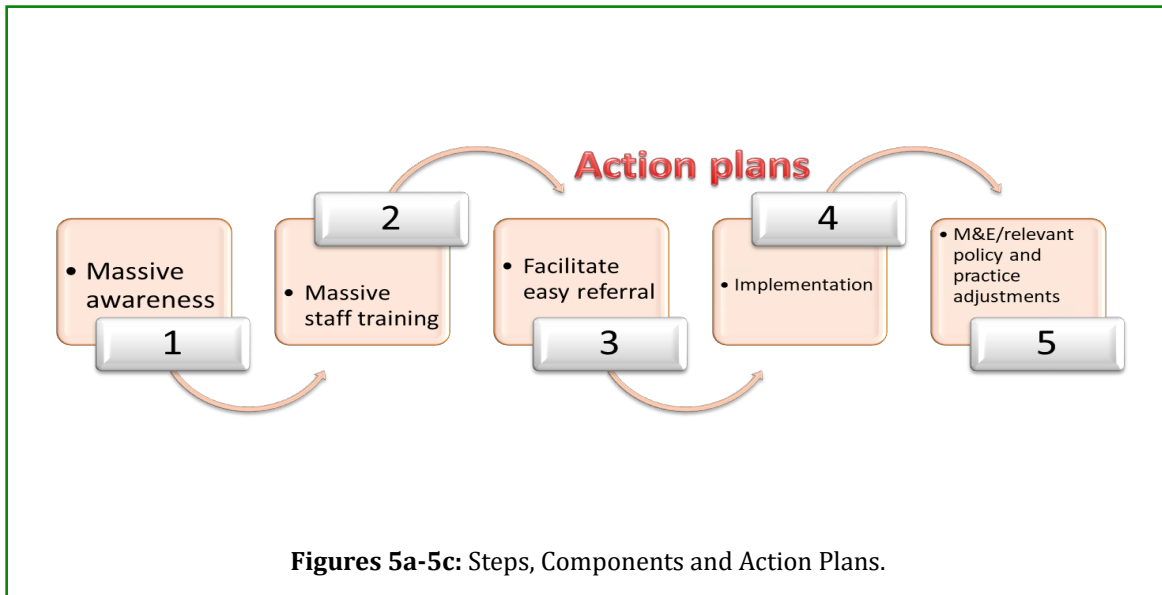 Action plans
• Massive
awareness
1
2
• Massive
staff training
• Facilitate
easy referral
3
4
• Implementation
• M&E/relevant
policy and
practice
adjustments
5
Figures 5a-5c: Steps, Components and Action Plans.